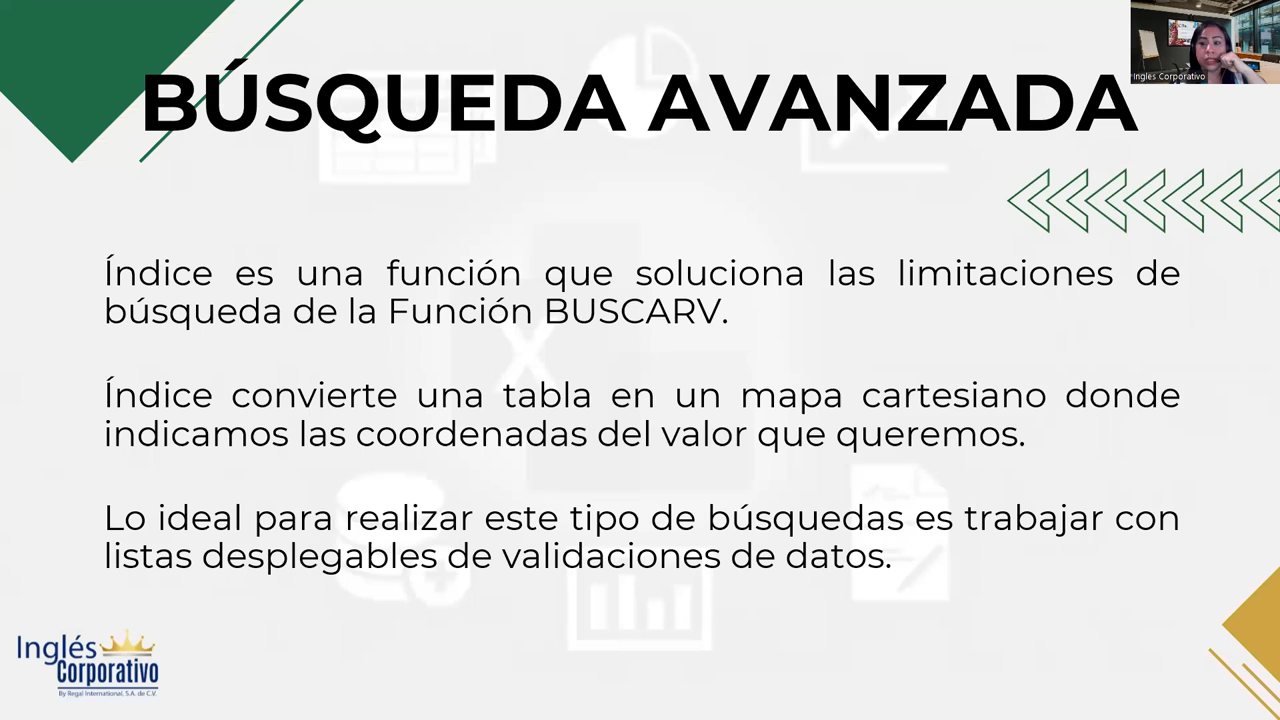 BÚSQUEDA AVANZADA
Inglés Corporativo
Índice es una función que soluciona las limitaciones de
búsqueda de la Función BUSCARV.
Índice convierte una tabla en un mapa cartesiano donde
indicamos las coordenadas del valor que queremos.
Lo ideal para realizar este tipo de búsquedas es trabajar con
listas desplegables de validaciones de datos.
Inglés
Corporativo
By Regal International, S.A. de C.V.